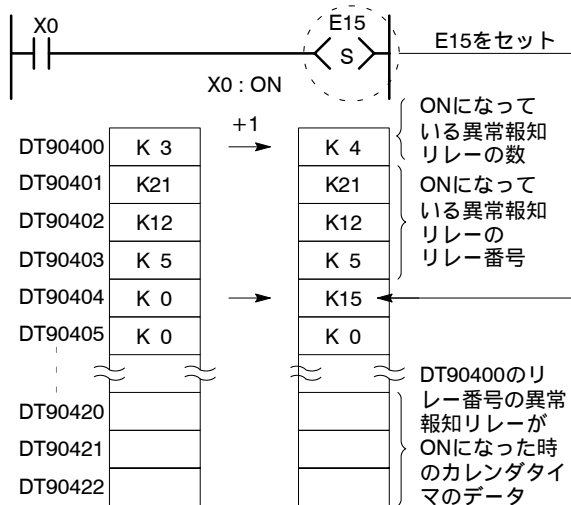 X0
E15
S
E15をセット
X0 : ON
+1
ONになって
いる異常報知
リレーの数
DT90400 K 3 K 4
DT90401 K21 K21
DT90402 K12 K12
DT90403 K 5 K 5
DT90404 K 0 K15
DT90405 K 0 K 0
ONになって
いる異常報知
リレーの
リレー番号
DT90420
DT90421
DT90422
DT90400のリ
レー番号の異常
報知リレーが
ONになった時
のカレンダタイ
マのデータ